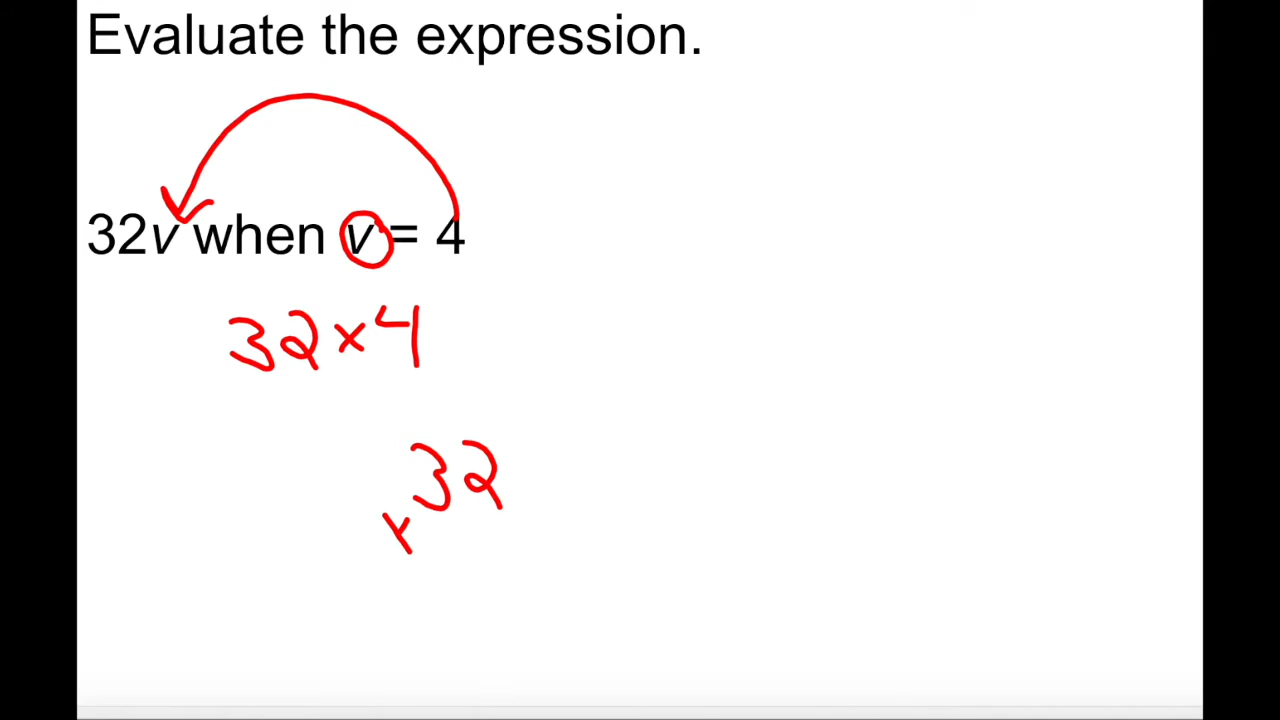 Evaluate the expression.
32v when v = 4
32×4
32
×